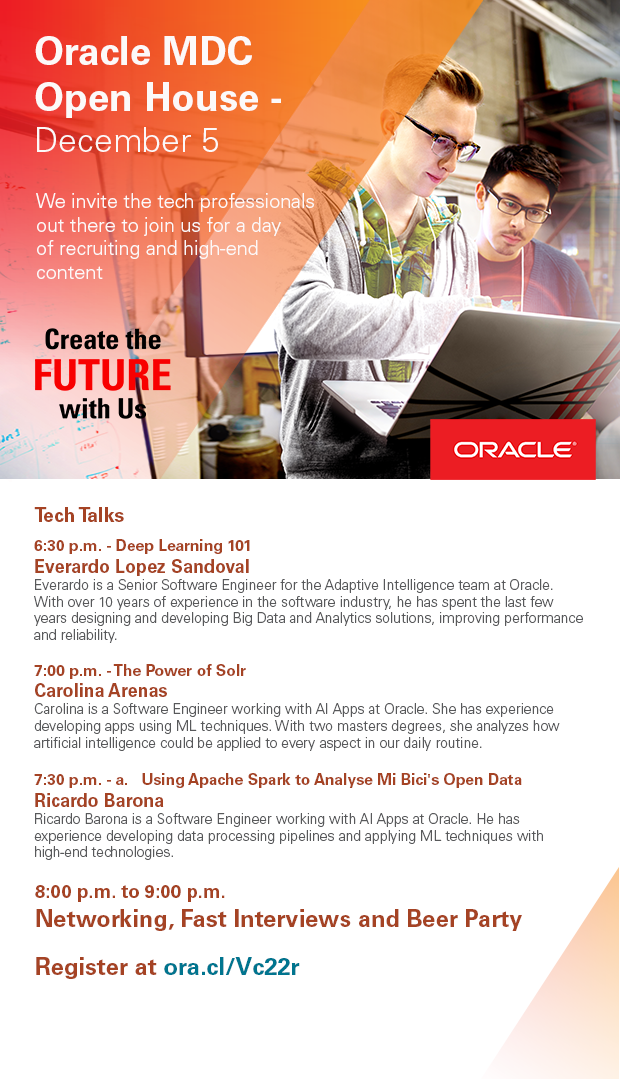 Oracle MDC
Open House -
December 5
We invite the tech professionals
out there to join us for a day
of recruiting and high-end
content
Create the
FUTURE
with Us
ORACLE®
Tech Talks
6:30 p.m. - Deep Learning 101
Everardo Lopez Sandoval
Everardo is a Senior Software Engineer for the Adaptive Intelligence team at Oracle.
With over 10 years of experience in the software industry, he has spent the last few
years designing and developing Big Data and Analytics solutions, improving performance
and reliability.
7:00 p.m. - The Power of Solr
Carolina Arenas
Carolina is a Software Engineer working with AI Apps at Oracle. She has experience
developing apps using ML techniques. With two masters degrees, she analyzes how
artificial intelligence could be applied to every aspect in our daily routine.
7:30 p.m. - a. Using Apache Spark to Analyse Mi Bici's Open Data
Ricardo Barona
Ricardo Barona is a Software Engineer working with AI Apps at Oracle. He has
experience developing data processing pipelines and applying ML techniques with
high-end technologies.
8:00 p.m. to 9:00 p.m.
Networking, Fast Interviews and Beer Party
Register at ora.cl/Vc22r